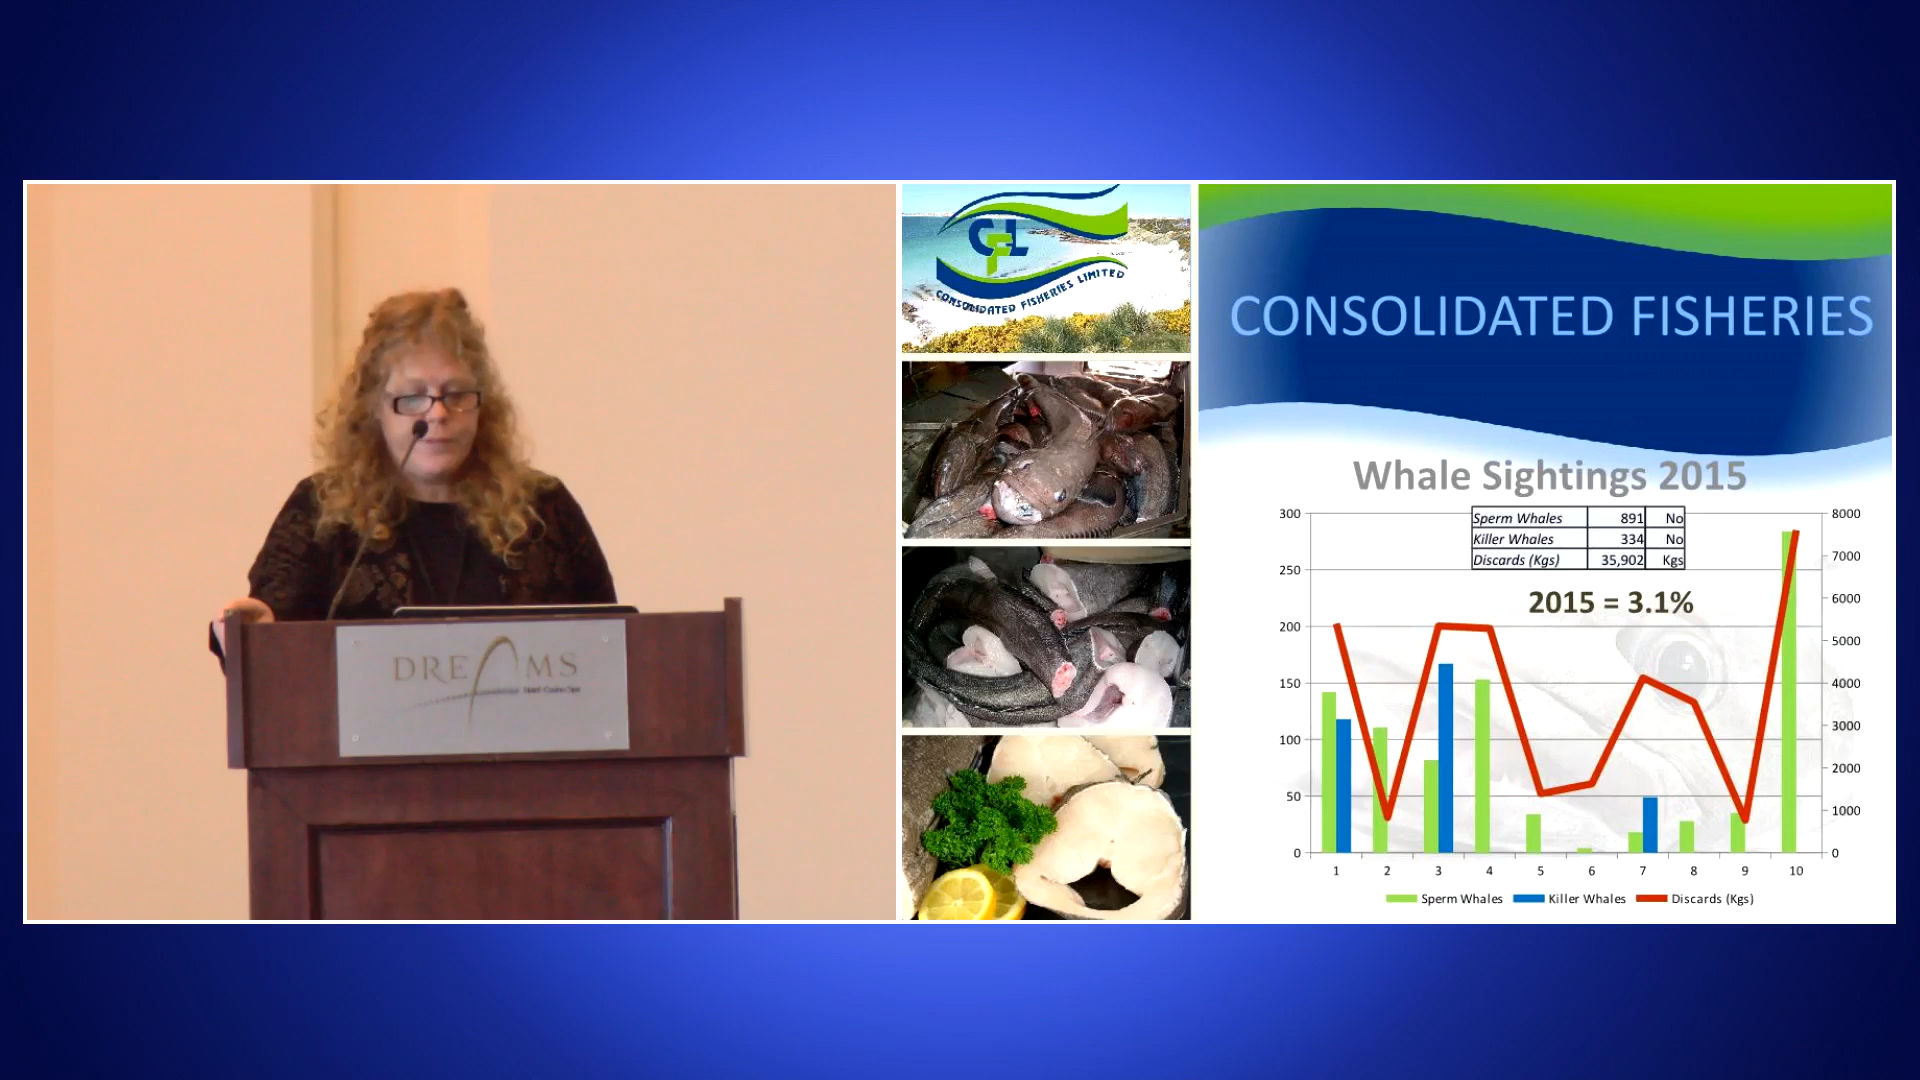 DREAMS
Hotel·Casino·Spa
CFL
CONSOLIDATED FISHERIES LIMITED
CONSOLIDATED FISHERIES
Whale Sightings 2015
Sperm Whales 891 No
Killer Whales 334 No
Discards (Kgs) 35,902 Kgs
2015 = 3.1%
300
250
200
150
100
50
0
8000
7000
6000
5000
4000
3000
2000
1000
0
1 2 3 4 5 6 7 8 9 10
Sperm Whales Killer Whales Discards (Kgs)